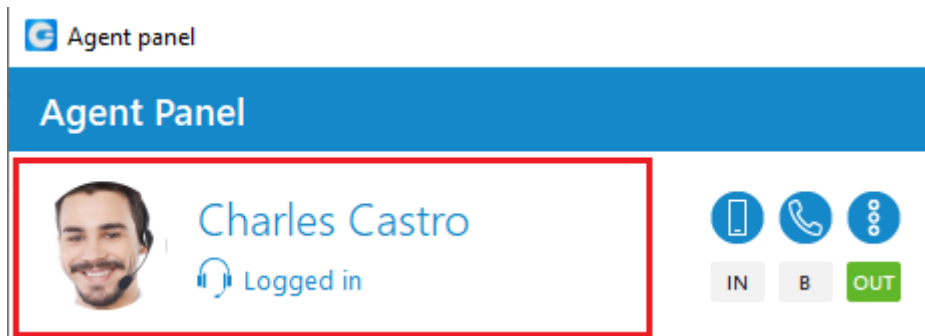 Agent panel
Agent Panel
Charles Castro
Logged in
IN B OUT